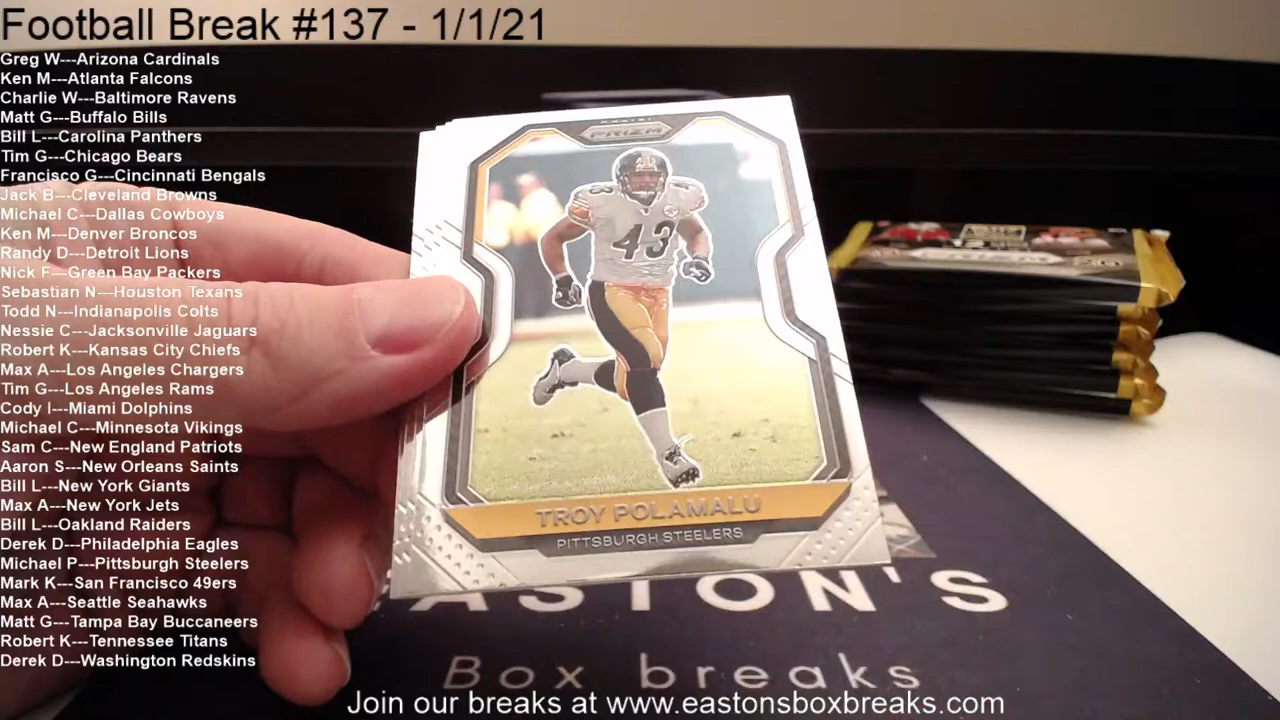 Football Break #137 - 1/1/21
Greg W---Arizona Cardinals
Ken M---Atlanta Falcons
Charlie W---Baltimore Ravens
Matt G---Buffalo Bills
Bill L---Carolina Panthers
Tim G---Chicago Bears
Francisco G---Cincinnati Bengals
Jack B---Cleveland Browns
Michael C---Dallas Cowboys
Ken M---Denver Broncos
Randy D---Detroit Lions
Nick F---Green Bay Packers
Sebastian N---Houston Texans
Todd N---Indianapolis Colts
Nessie C---Jacksonville Jaguars
Robert K---Kansas City Chiefs
Max A---Los Angeles Chargers
Tim G---Los Angeles Rams
Cody I---Miami Dolphins
Michael C---Minnesota Vikings
Sam C---New England Patriots
Aaron S---New Orleans Saints
Bill L---New York Giants
Max A---New York Jets
Bill L---Oakland Raiders
Derek D---Philadelphia Eagles
Michael P---Pittsburgh Steelers
Mark K---San Francisco 49ers
Max A---Seattle Seahawks
Matt G---Tampa Bay Buccaneers
Robert K---Tennessee Titans
Derek D---Washington Redskins
PRIZM
43
TROY POLAMALU
PITTSBURGH STEELERS
ASTON'S
Box breaks
Join our breaks at www.eastonsboxbreaks.com